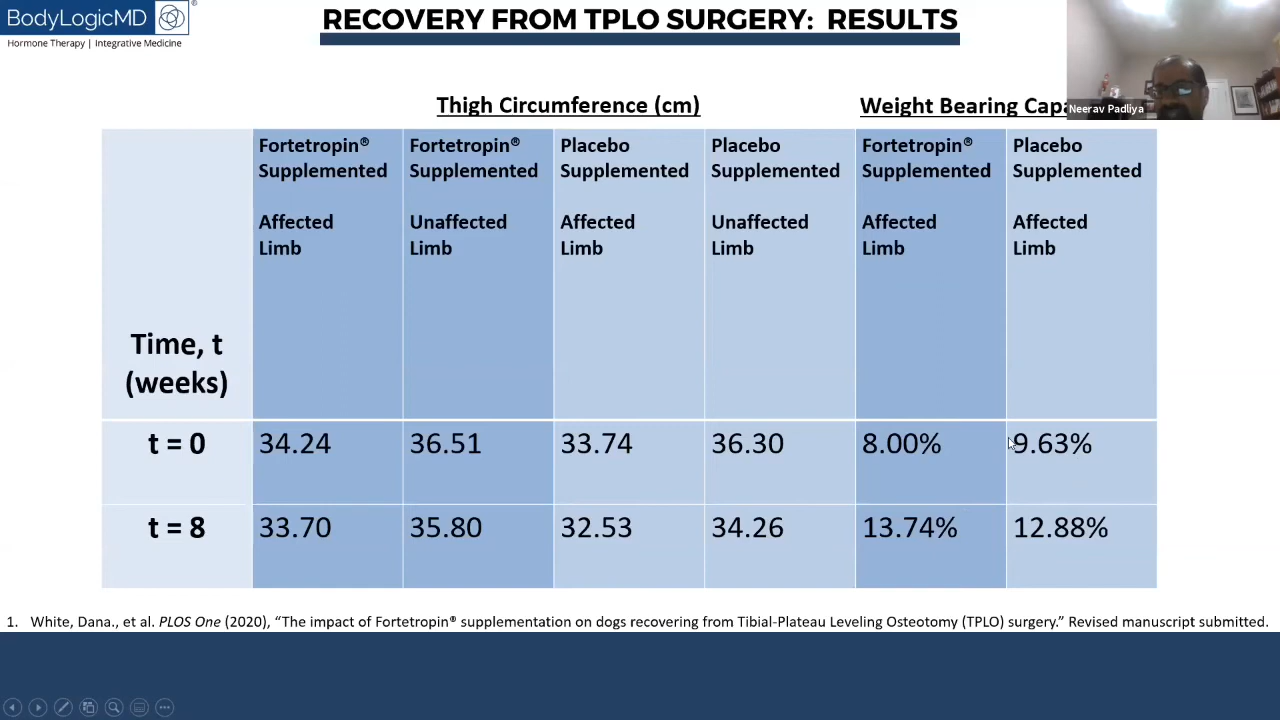 BodyLogicMD®
Hormone Therapy | Integrative Medicine
RECOVERY FROM TPLO SURGERY: RESULTS
Neerav Padliya
Thigh Circumference (cm)
Weight Bearing
Time, t
(weeks)
Fortetropin®
Supplemented
Affected
Limb
Fortetropin®
Supplemented
Unaffected
Limb
Placebo
Supplemented
Affected
Limb
Placebo
Supplemented
Unaffected
Limb
Fortetropin®
Supplemented
Affected
Limb
Placebo
Supplemented
Affected
Limb
t = 0 34.24 36.51 33.74 36.30 8.00% 9.63%
t = 8 33.70 35.80 32.53 34.26 13.74% 12.88%
1. White, Dana., et al. PLOS One (2020), “The impact of Fortetropin® supplementation on dogs recovering from Tibial-Plateau Leveling Osteotomy (TPLO) surgery.” Revised manuscript submitted.